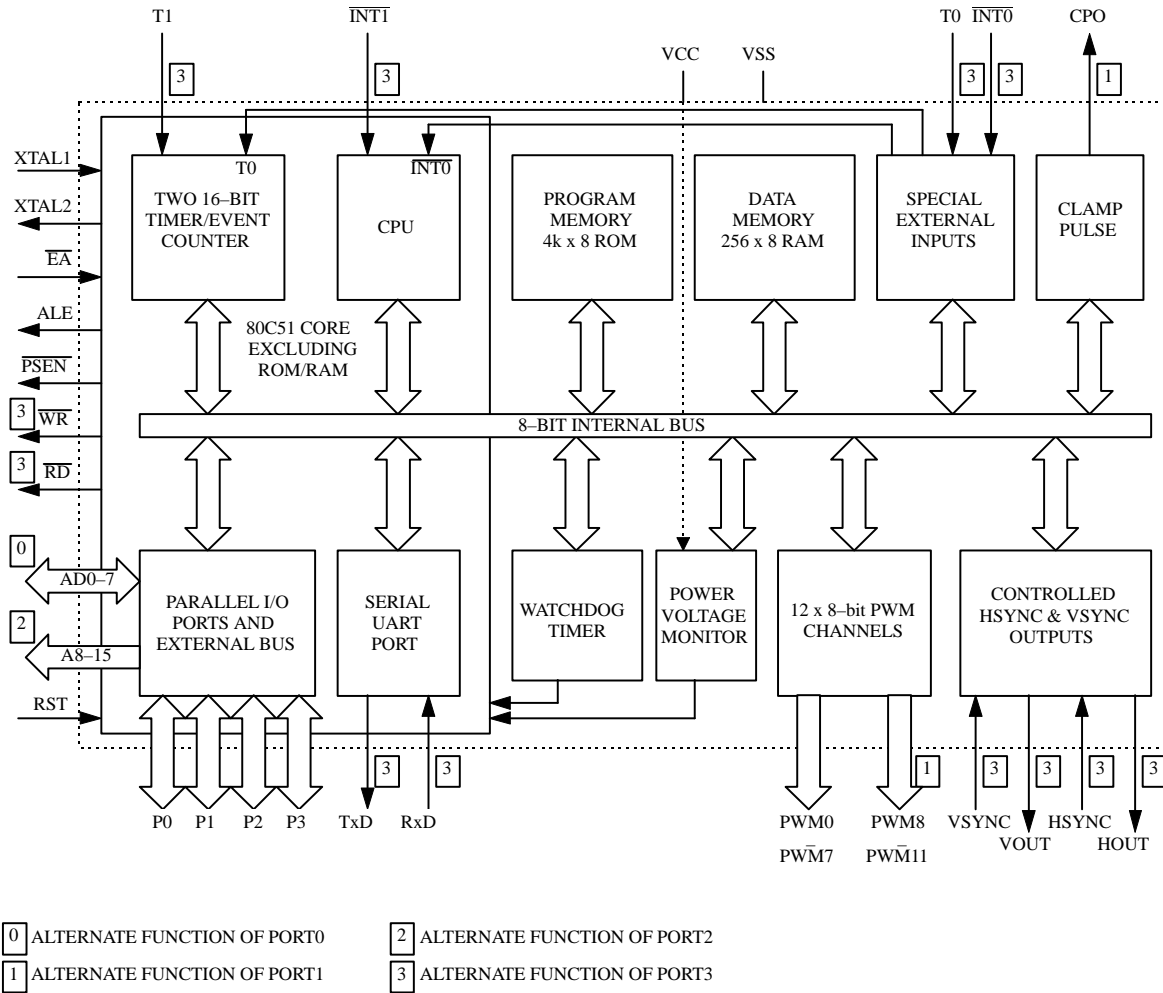 T1 INT1 T0 INT0 CPO
VCC VSS
3 3 3 3 1
XTAL1
XTAL2
EA
ALE
PSEN
3 WR
3 RD
0 AD0–7
2 A8–15
RST
T0
TWO 16–BIT
TIMER/EVENT
COUNTER
INT0
CPU
PROGRAM
MEMORY
4k x 8 ROM
DATA
MEMORY
256 x 8 RAM
SPECIAL
EXTERNAL
INPUTS
CLAMP
PULSE
80C51 CORE
EXCLUDING
ROM/RAM
8–BIT INTERNAL BUS
PARALLEL I/O
PORTS AND
EXTERNAL BUS
SERIAL
UART
PORT
WATCHDOG
TIMER
POWER
VOLTAGE
MONITOR
12 x 8–bit PWM
CHANNELS
CONTROLLED
HSYNC & VSYNC
OUTPUTS
3 3 1 3 3 3 3
P0 P1 P2 P3 TxD RxD PWM0 PWM8 VSYNC HSYNC
VOUT HOUT
–
PWM7
–
PWM11
0 ALTERNATE FUNCTION OF PORT0
1 ALTERNATE FUNCTION OF PORT1
2 ALTERNATE FUNCTION OF PORT2
3 ALTERNATE FUNCTION OF PORT3